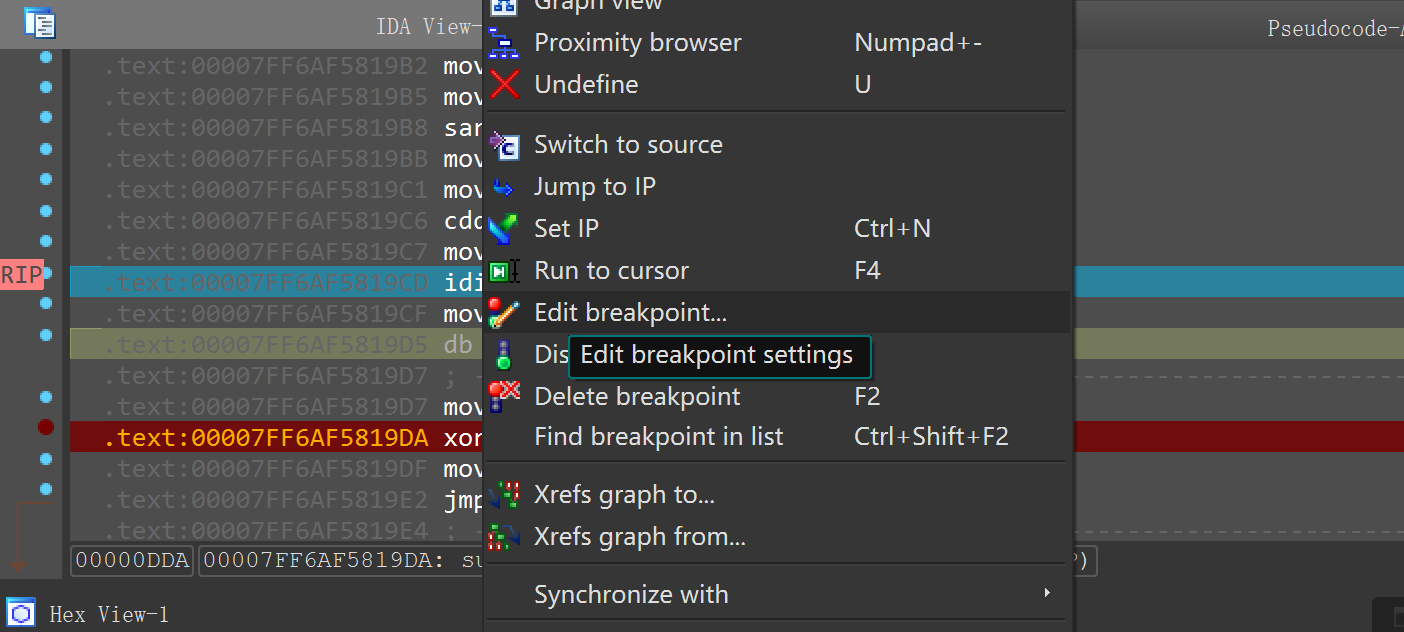 IDA View-
Pseudocode-
.text:00007FF6AF5819B2 mov
.text:00007FF6AF5819B5 mov
.text:00007FF6AF5819B8 sar
.text:00007FF6AF5819BB mov
.text:00007FF6AF5819C1 mov
.text:00007FF6AF5819C6 cdq
.text:00007FF6AF5819C7 mov
RIP .text:00007FF6AF5819CD idi
.text:00007FF6AF5819CF mov
.text:00007FF6AF5819D5 db
.text:00007FF6AF5819D7 ; -
.text:00007FF6AF5819D7 mov
.text:00007FF6AF5819DA xor
.text:00007FF6AF5819DF mov
.text:00007FF6AF5819E2 jmp
.text:00007FF6AF5819E4 ; -
00000DDA 00007FF6AF5819DA: su
Hex View-1
Graph view
Proximity browser Numpad+-
Undefine U
Switch to source
Jump to IP
Set IP Ctrl+N
Run to cursor F4
Edit breakpoint...
Dis
Edit breakpoint settings
Delete breakpoint F2
Find breakpoint in list Ctrl+Shift+F2
Xrefs graph to...
Xrefs graph from...
Synchronize with